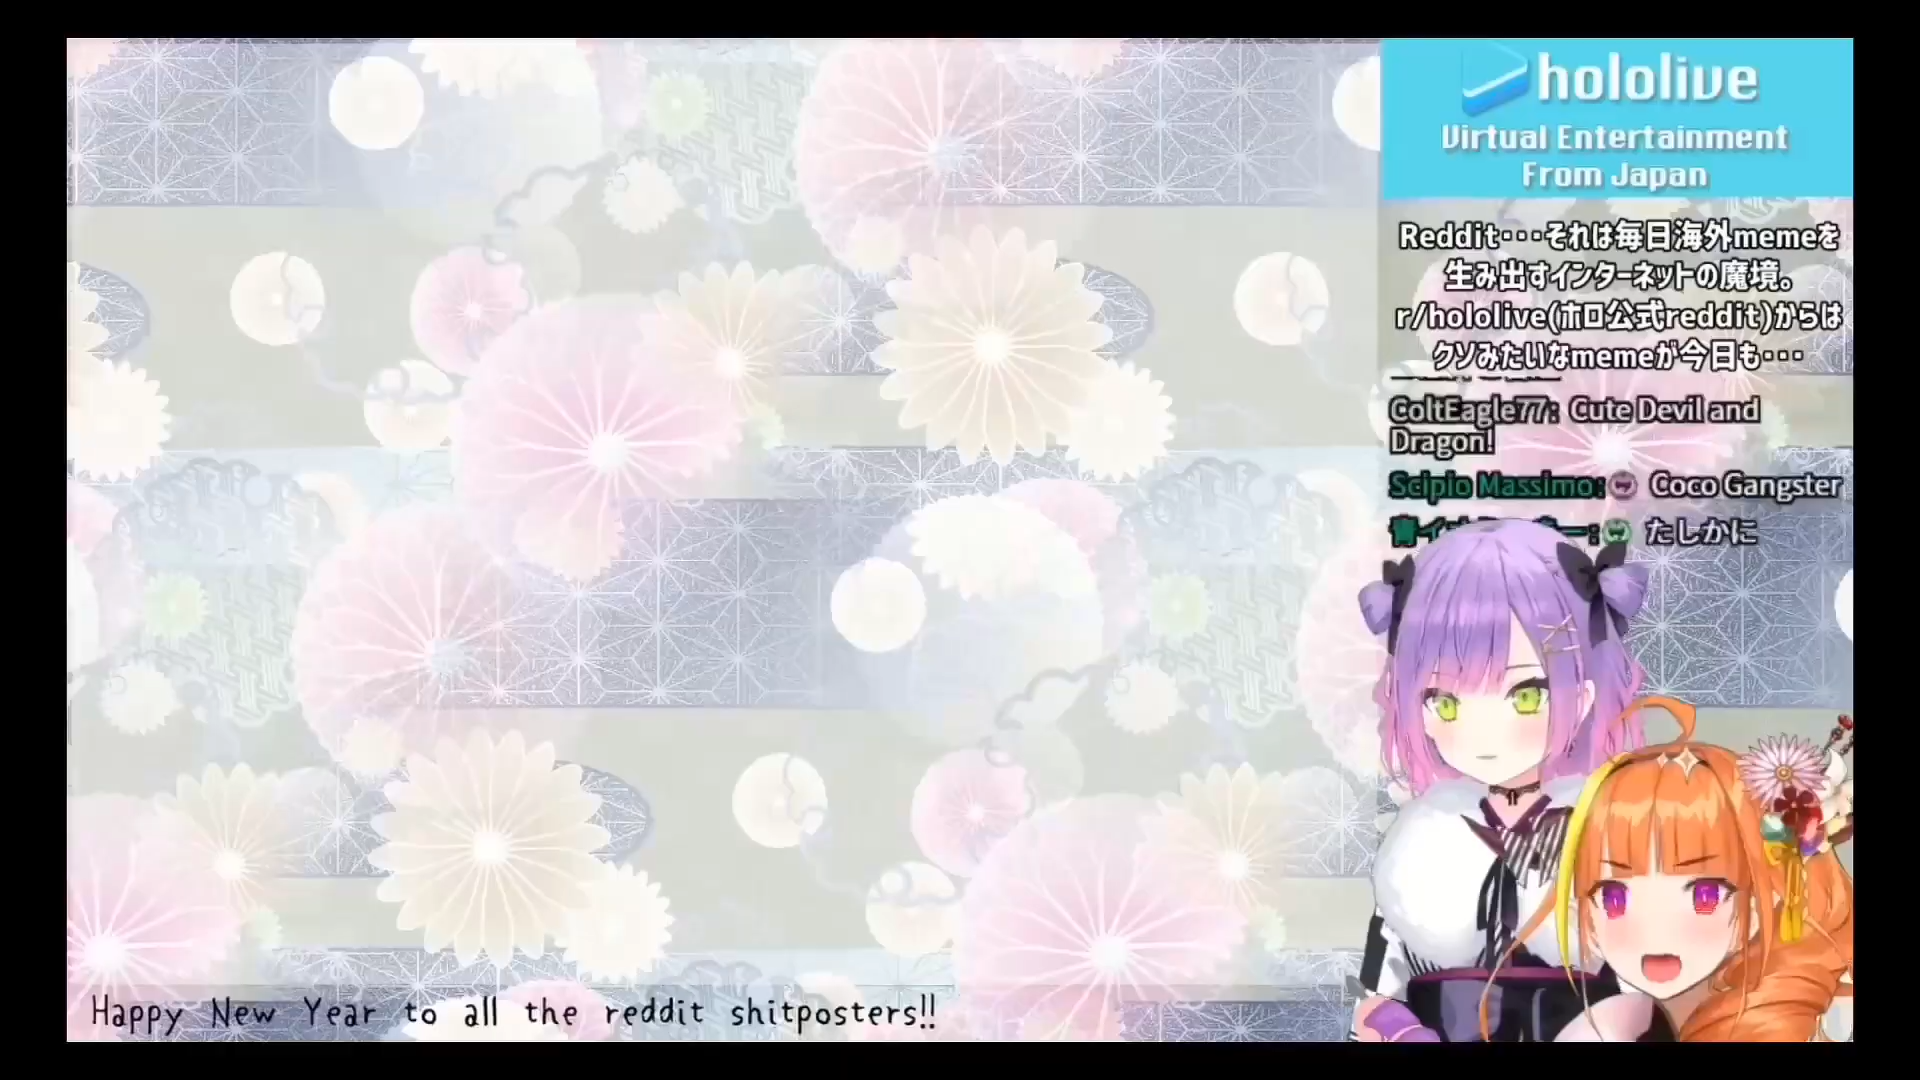 hololive
Virtual Entertainment
From Japan
Reddit･･･それは毎日海外memeを
生み出すインターネットの魔境。
r/hololive(ホロ公式reddit)からは
クソみたいなmemeが今日も･･･
ColtEagle77: Cute Devil and
Dragon!
Scipio Massimo: Coco Gangster
たしかに
Happy New Year to all the reddit shitposters!!